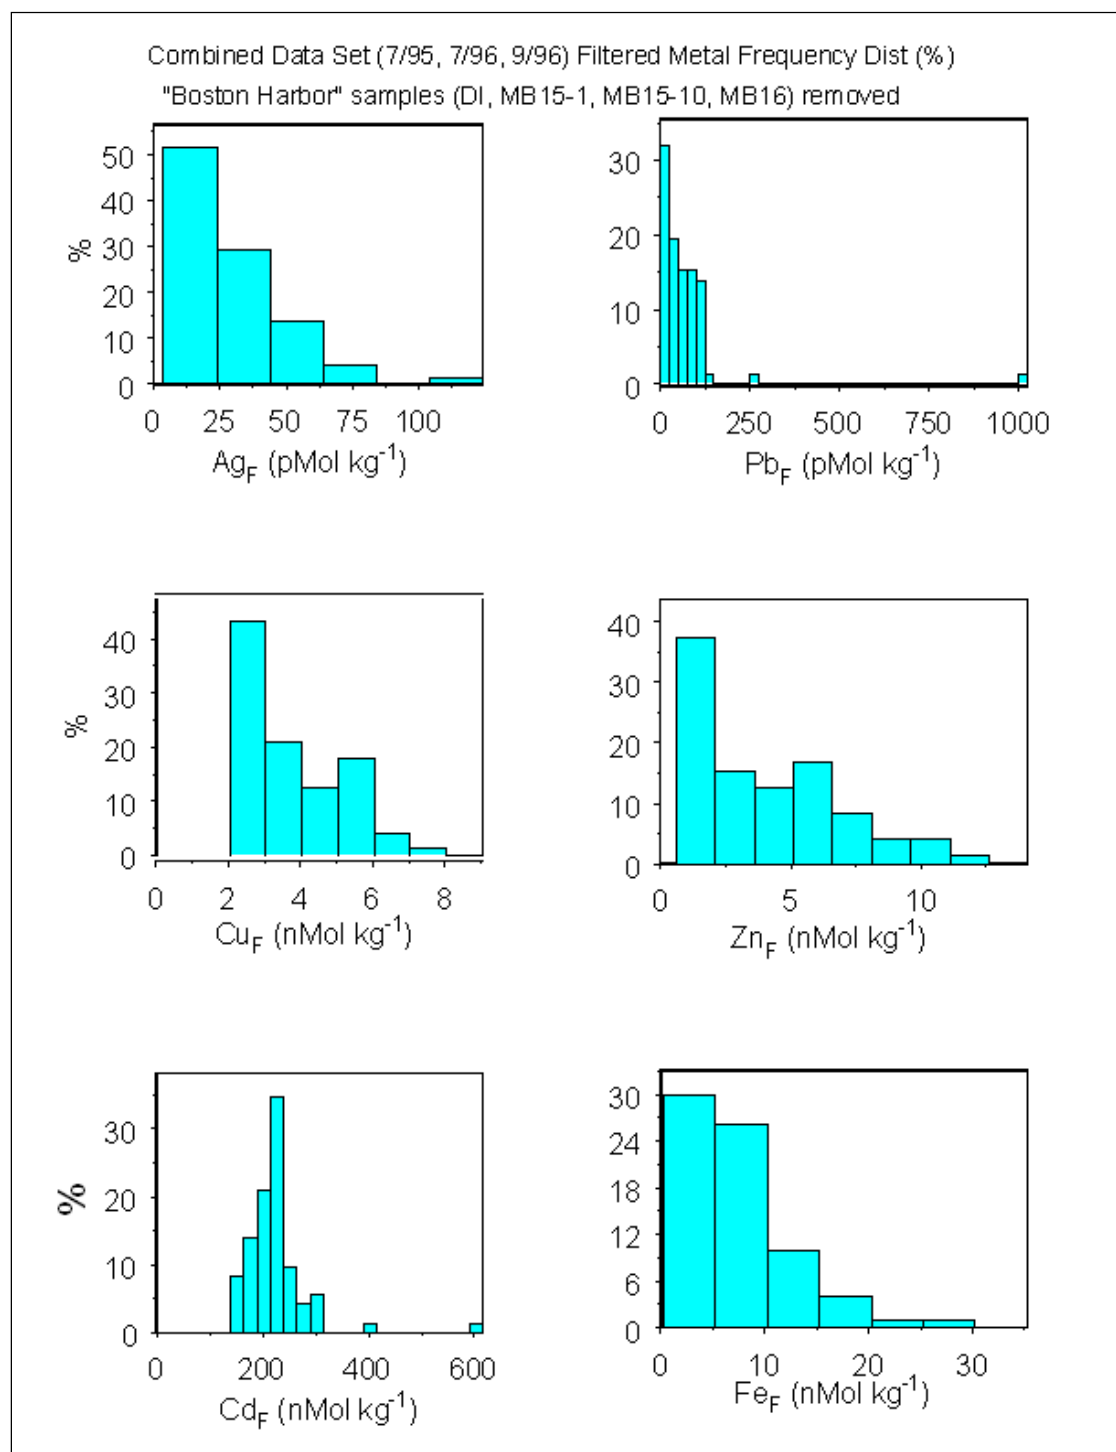 Combined Data Set (7/95, 7/96, 9/96) Filtered Metal Frequency Dist (%)
"Boston Harbor" samples (DI, MB15-1, MB15-10, MB16) removed
50
40
30
20
10
0
%
0 25 50 75 100
Ag_F (pMol kg^-1)
30
20
10
0
0 250 500 750 1000
Pb_F (pMol kg^-1)
40
30
20
10
0
%
0 2 4 6 8
Cu_F (nMol kg^-1)
40
30
20
10
0
0 5 10
Zn_F (nMol kg^-1)
30
20
10
0
%
0 200 400 600
Cd_F (nMol kg^-1)
30
24
18
12
6
0
0 10 20 30
Fe_F (nMol kg^-1)